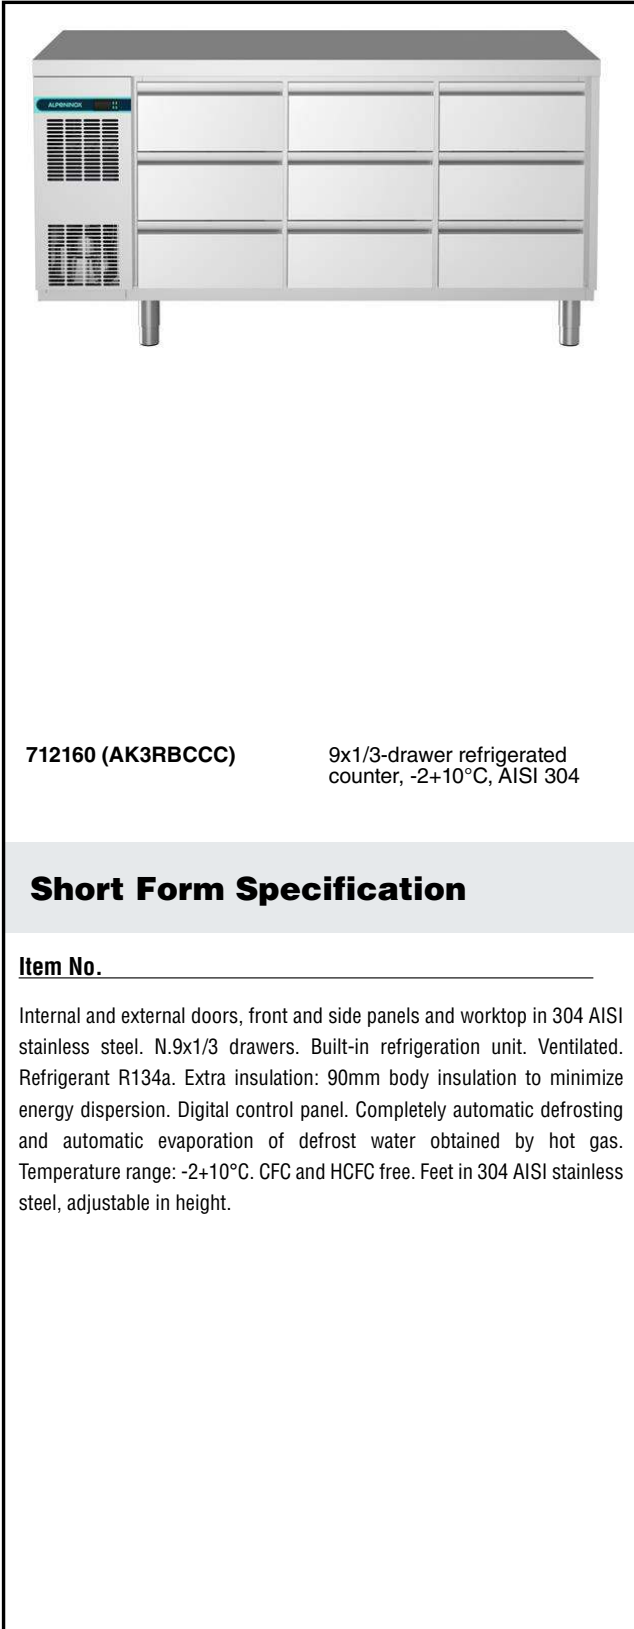 ALPENINOX
712160 (AK3RBCCC)
9x1/3-drawer refrigerated
counter, -2+10°C, AISI 304
Short Form Specification
Item No.
Internal and external doors, front and side panels and worktop in 304 AISI
stainless steel. N.9x1/3 drawers. Built-in refrigeration unit. Ventilated.
Refrigerant R134a. Extra insulation: 90mm body insulation to minimize
energy dispersion. Digital control panel. Completely automatic defrosting
and automatic evaporation of defrost water obtained by hot gas.
Temperature range: -2+10°C. CFC and HCFC free. Feet in 304 AISI stainless
steel, adjustable in height.